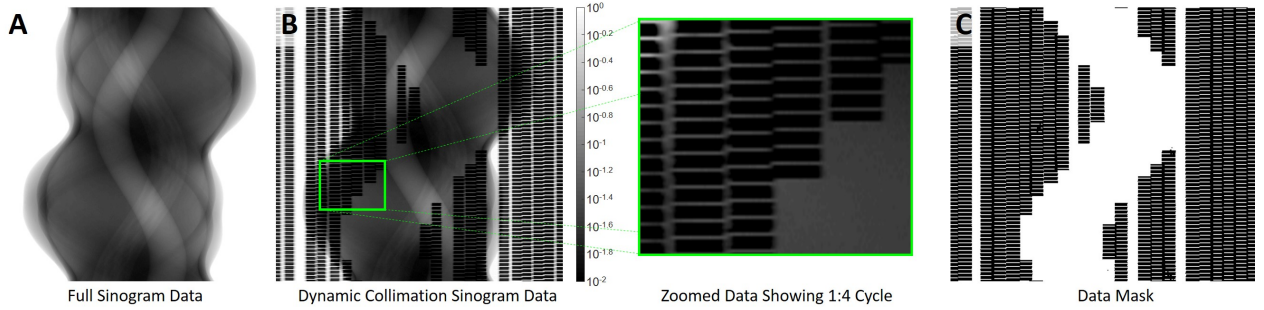 A
B
C
10^0
10^-0.2
10^-0.4
10^-0.6
10^-0.8
10^-1
10^-1.2
10^-1.4
10^-1.6
10^-1.8
10^-2
Full Sinogram Data
Dynamic Collimation Sinogram Data
Zoomed Data Showing 1:4 Cycle
Data Mask